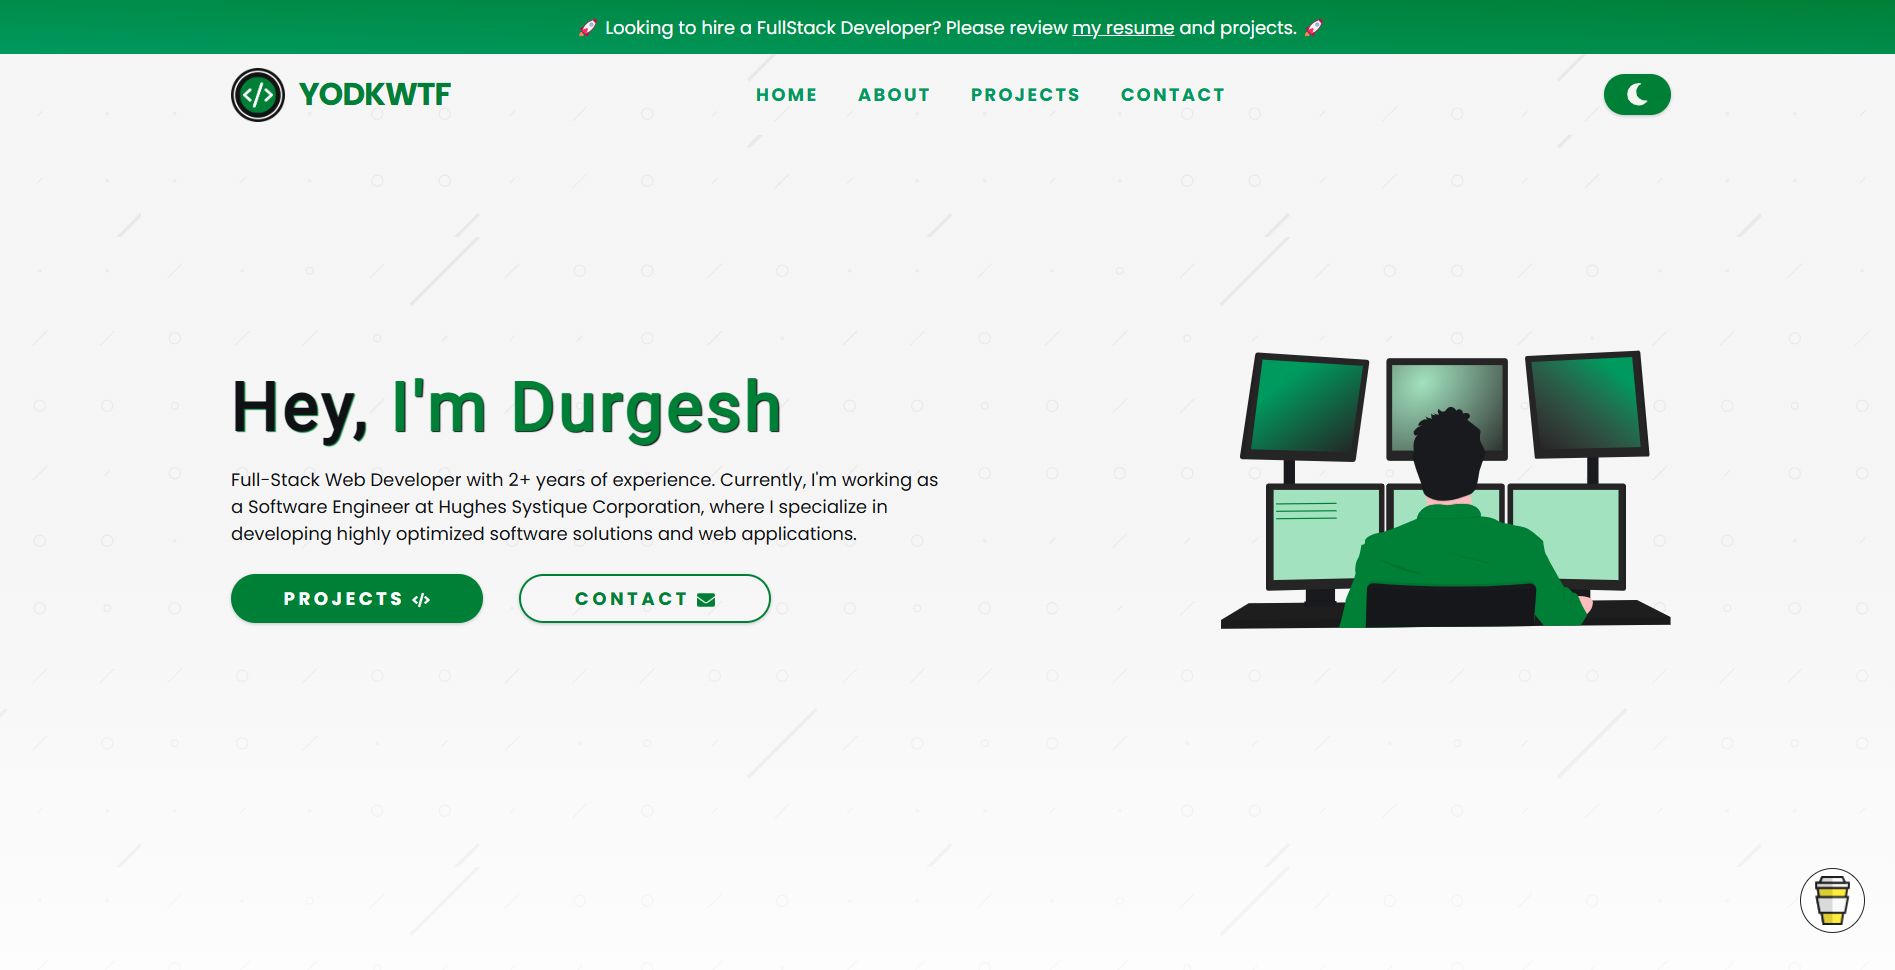 🚀 Looking to hire a FullStack Developer? Please review my resume and projects. 🚀
</> YODKWTF
HOME ABOUT PROJECTS CONTACT
Hey, I'm Durgesh
Full-Stack Web Developer with 2+ years of experience. Currently, I'm working as
a Software Engineer at Hughes Systique Corporation, where I specialize in
developing highly optimized software solutions and web applications.
PROJECTS </> CONTACT